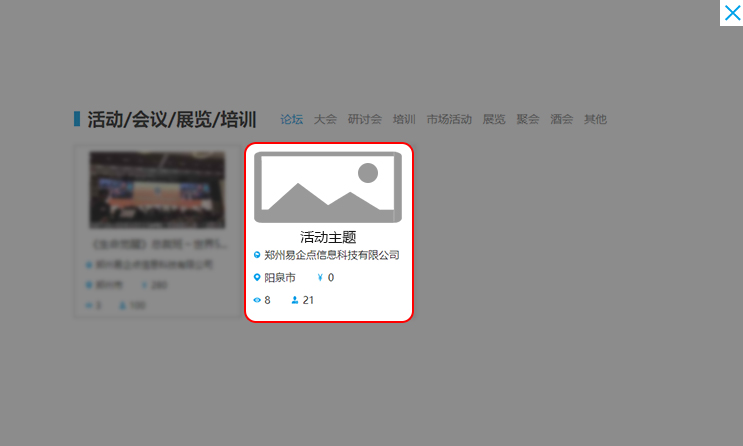 活动/会议/展览/培训
论坛 大会 研讨会 培训 市场活动 展览 聚会 酒会 其他
活动主题
郑州易企点信息科技有限公司
阳泉市 ¥ 0
8 21